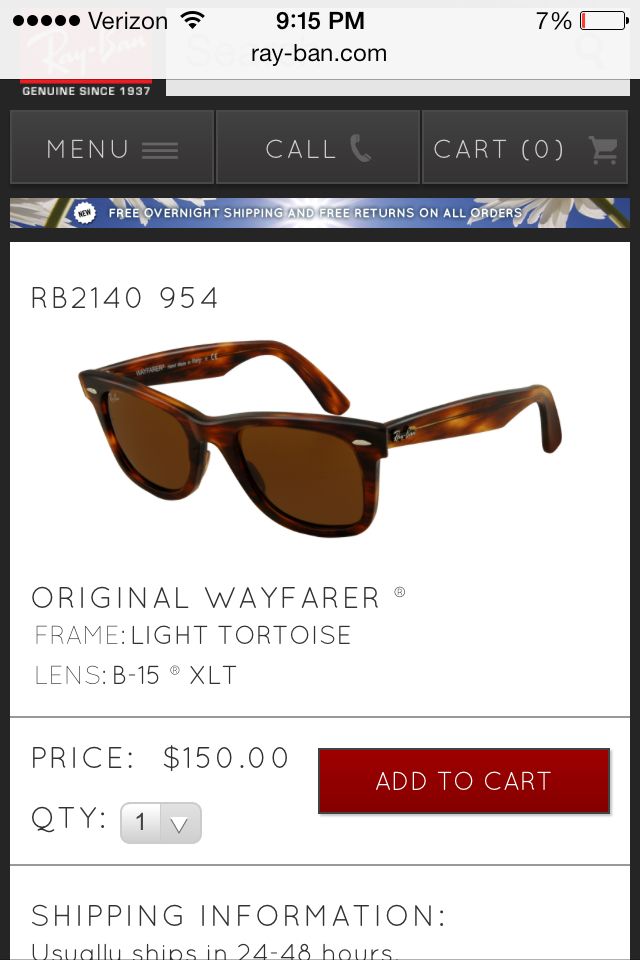 Verizon 9:15 PM 7%
ray-ban.com
Ray-Ban
GENUINE SINCE 1937
MENU CALL CART (0)
NEW FREE OVERNIGHT SHIPPING AND FREE RETURNS ON ALL ORDERS
RB2140 954
WAYFARER®
Ray-Ban
ORIGINAL WAYFARER ®
FRAME: LIGHT TORTOISE
LENS: B-15 ® XLT
PRICE: $150.00
ADD TO CART
QTY: 1
SHIPPING INFORMATION:
Usually ships in 24-48 hours.